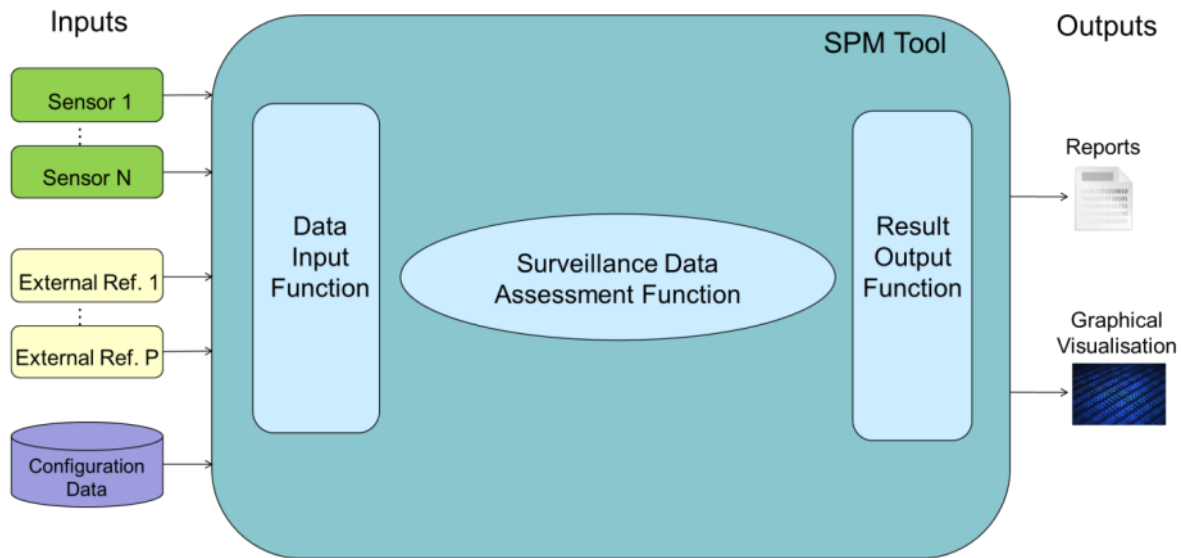 Inputs
SPM Tool
Outputs
Sensor 1
Sensor N
External Ref. 1
External Ref. P
Configuration
Data
Data
Input
Function
Surveillance Data
Assessment Function
Result
Output
Function
Reports
Graphical
Visualisation